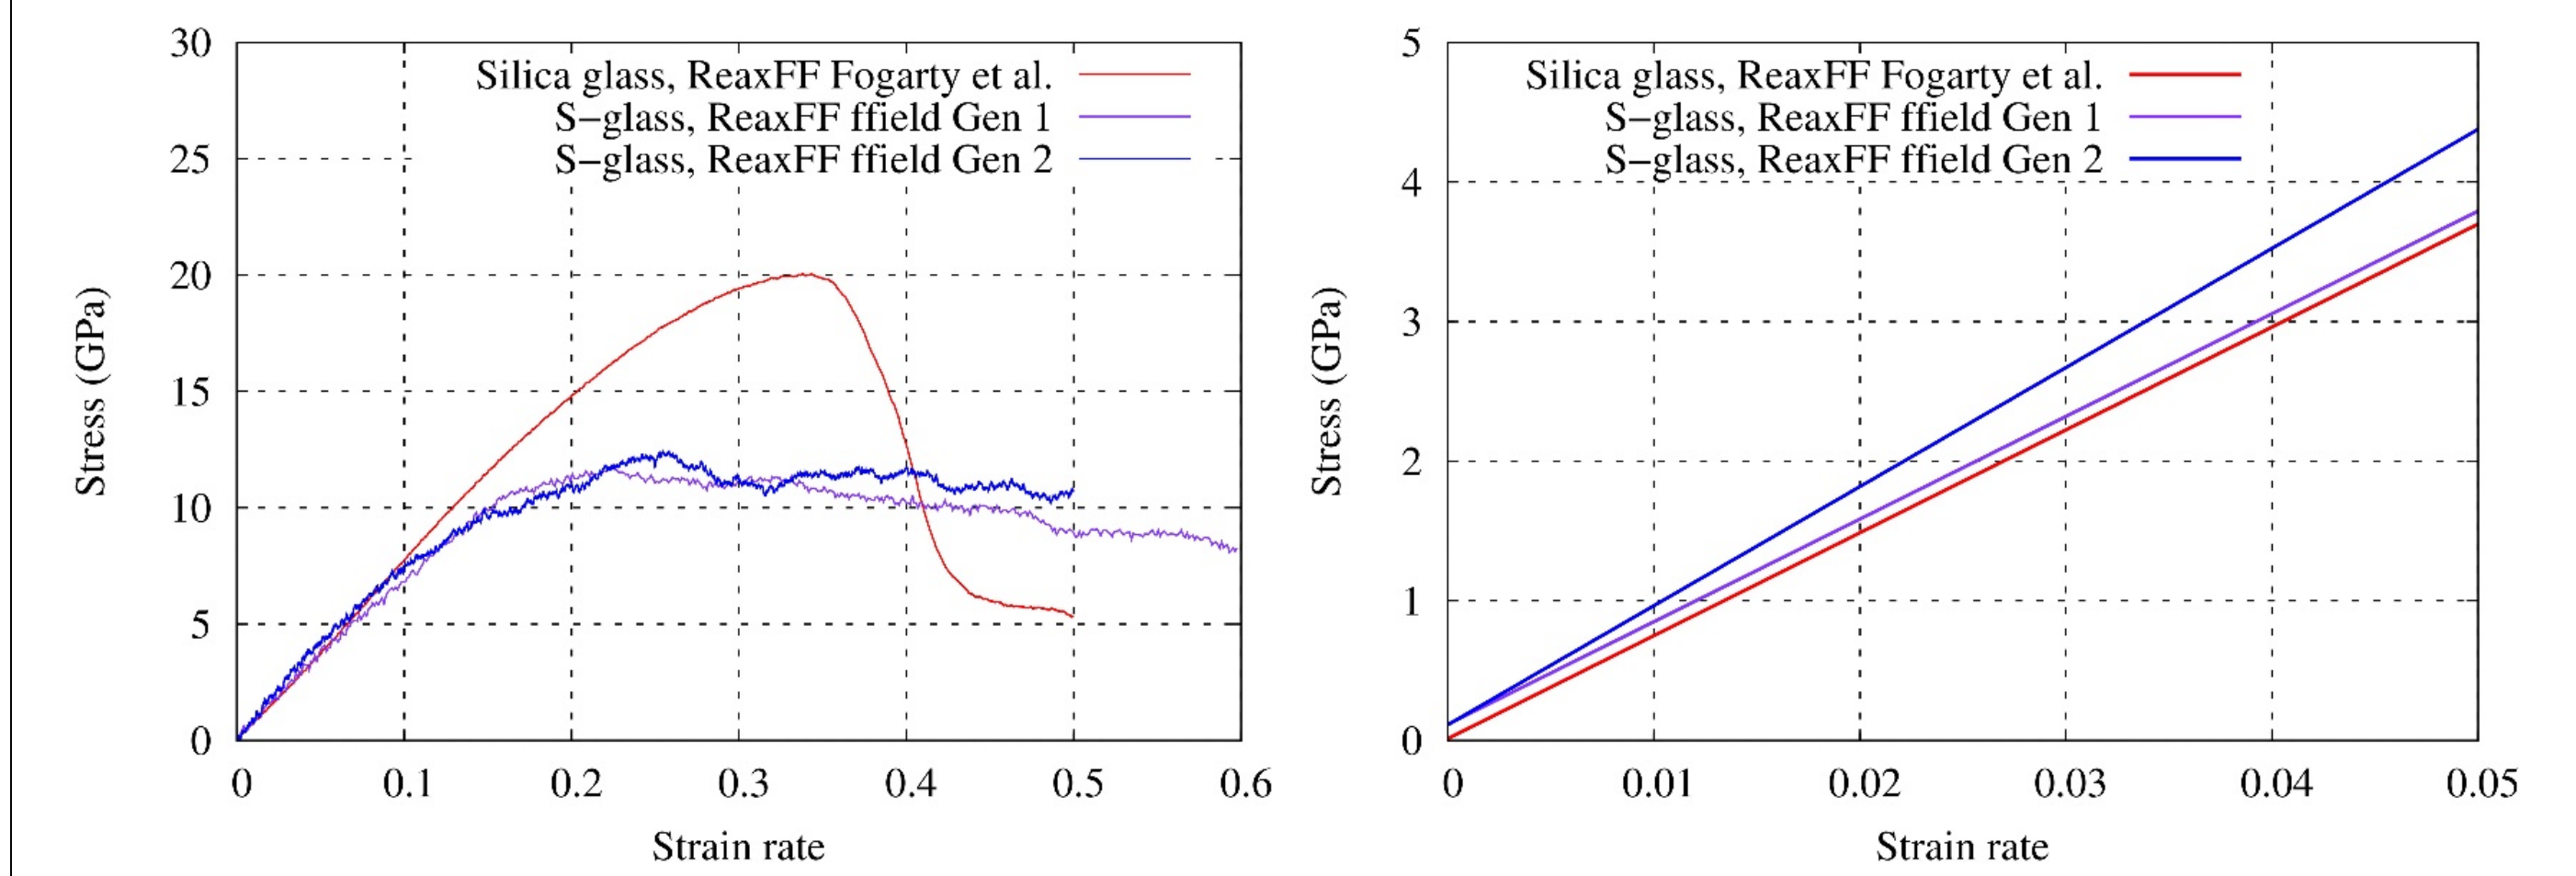 30
25
20
15
10
5
0
Stress (GPa)
Silica glass, ReaxFF Fogarty et al.
S−glass, ReaxFF ffield Gen 1
S−glass, ReaxFF ffield Gen 2
0 0.1 0.2 0.3 0.4 0.5 0.6
Strain rate
5
4
3
2
1
0
Stress (GPa)
Silica glass, ReaxFF Fogarty et al.
S−glass, ReaxFF ffield Gen 1
S−glass, ReaxFF ffield Gen 2
0 0.01 0.02 0.03 0.04 0.05
Strain rate